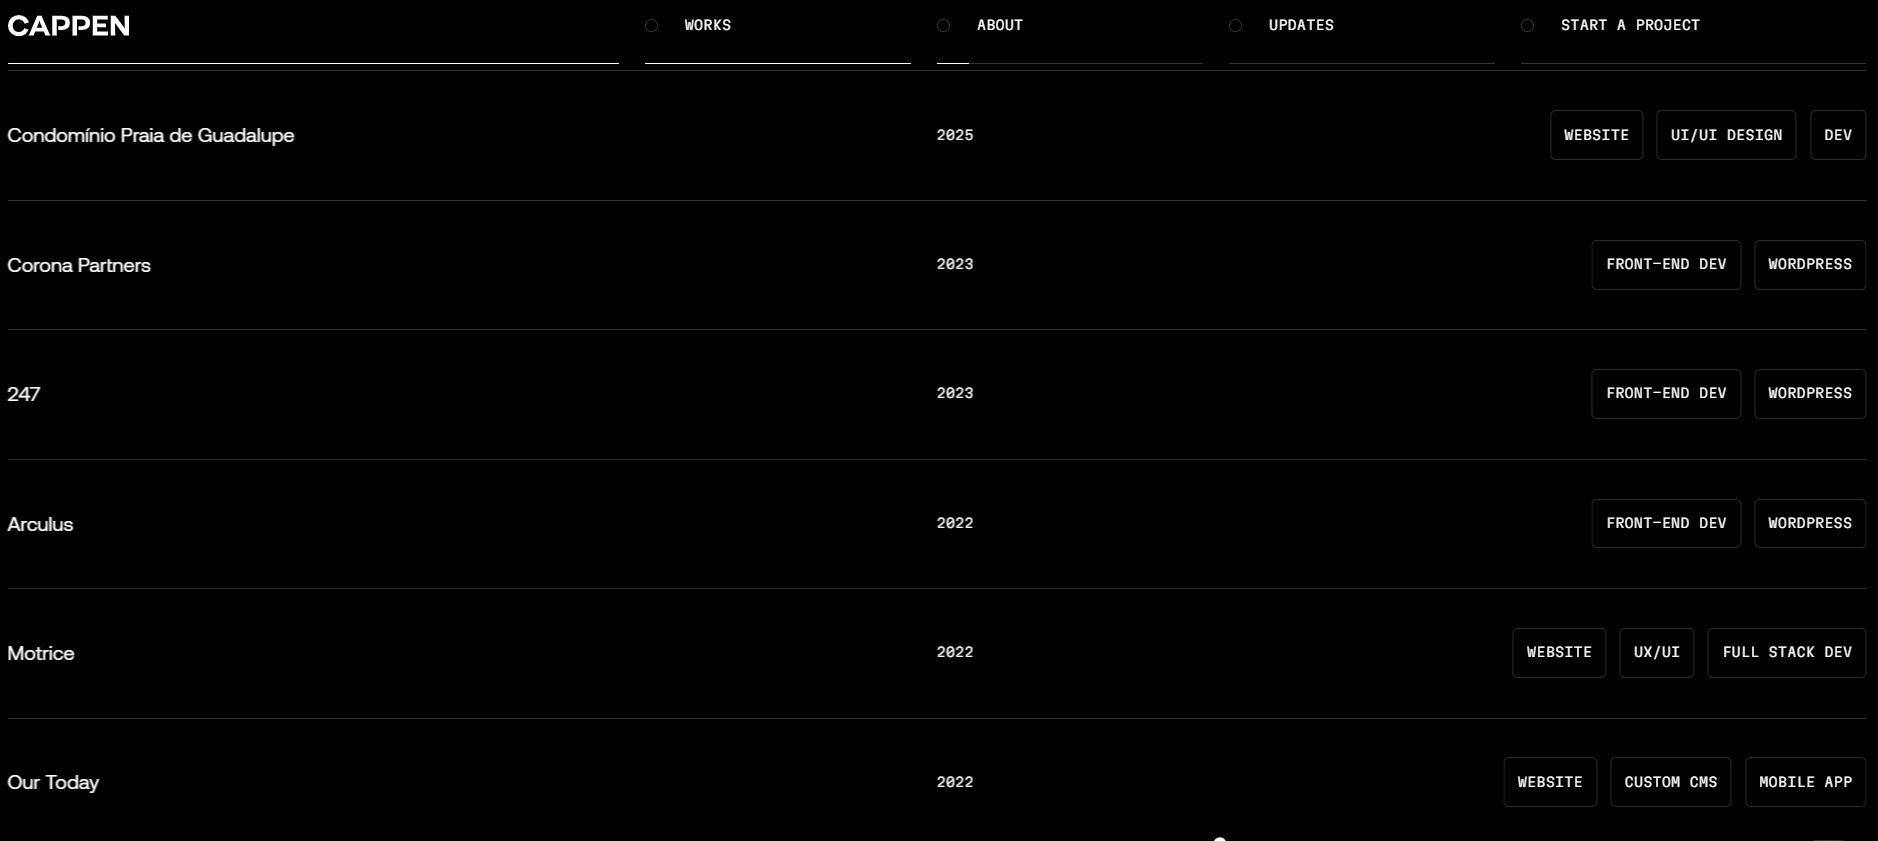 CAPPEN WORKS ABOUT UPDATES START A PROJECT
Condomínio Praia de Guadalupe 2025 WEBSITE UI/UI DESIGN DEV
Corona Partners 2023 FRONT-END DEV WORDPRESS
247 2023 FRONT-END DEV WORDPRESS
Arculus 2022 FRONT-END DEV WORDPRESS
Motrice 2022 WEBSITE UX/UI FULL STACK DEV
Our Today 2022 WEBSITE CUSTOM CMS MOBILE APP